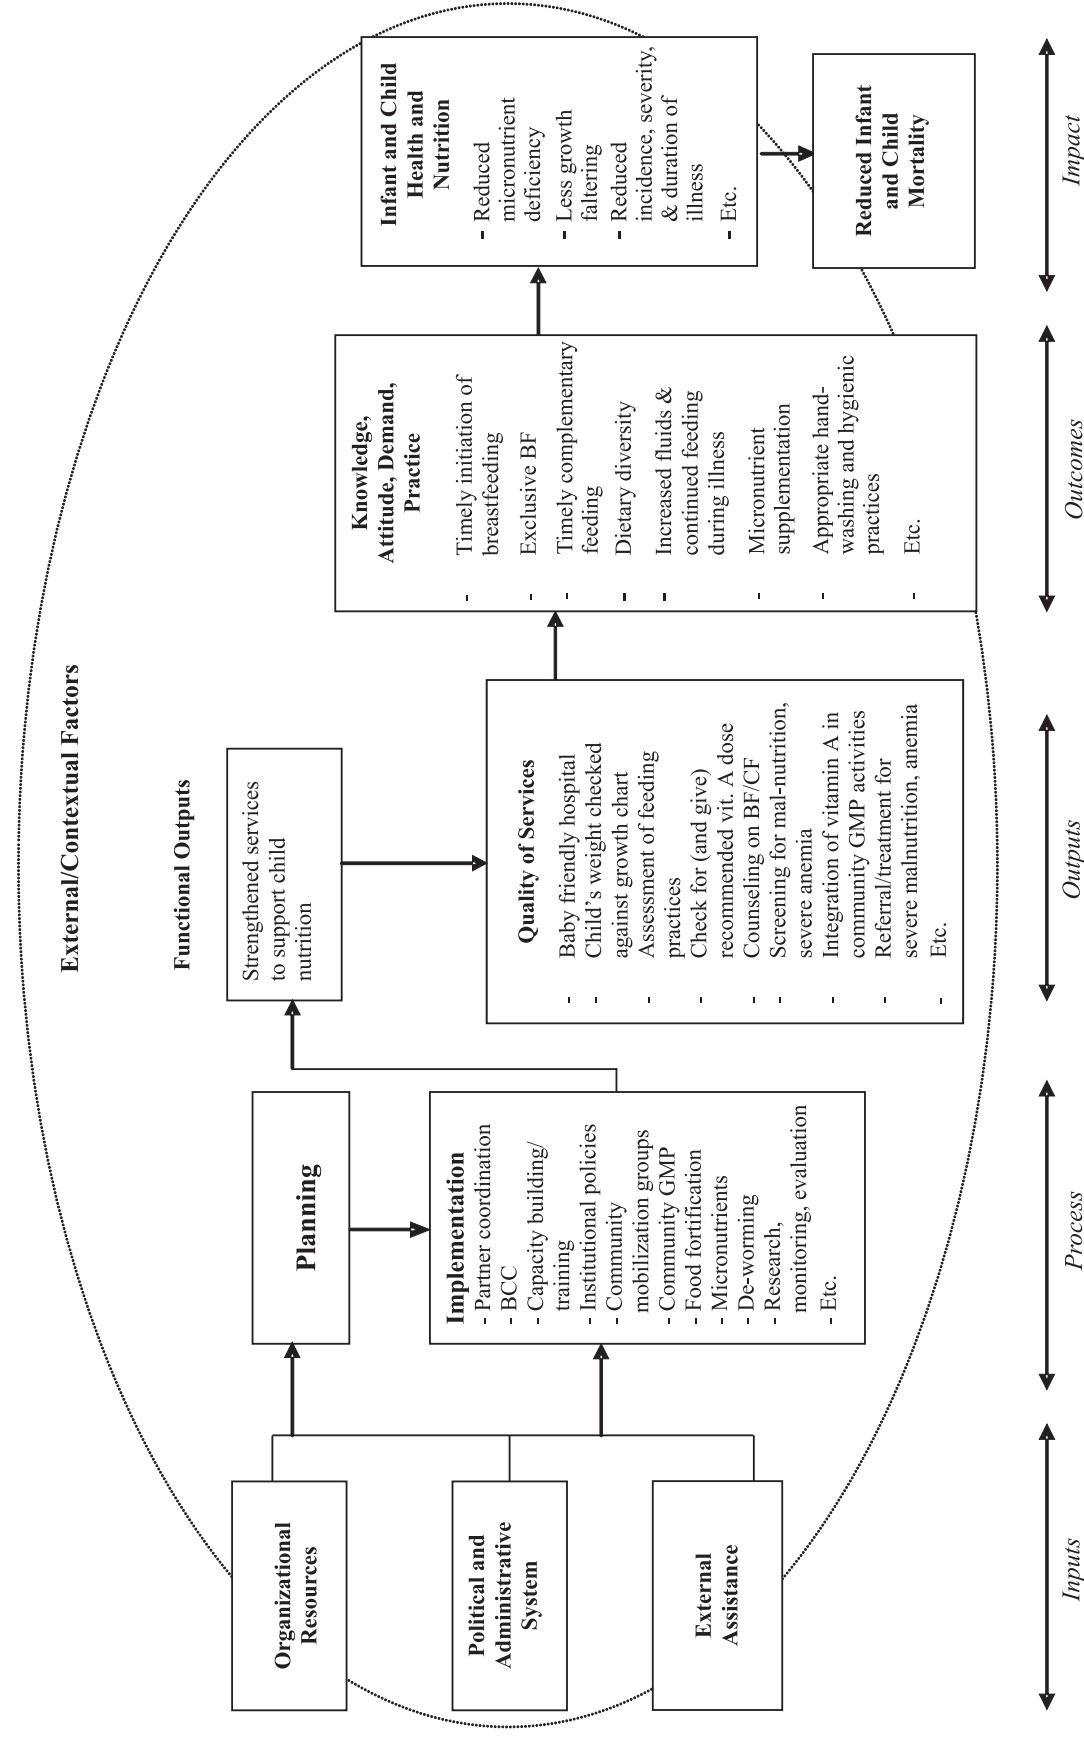 External/Contextual Factors
Organizational
Resources
Political and
Administrative
System
External
Assistance
Planning
Implementation
- Partner coordination
- BCC
- Capacity building/
training
- Institutional policies
- Community
mobilization groups
- Community GMP
- Food fortification
- Micronutrients
- De-worming
- Research,
monitoring, evaluation
- Etc.
Functional Outputs
Strengthened services
to support child
nutrition
Quality of Services
- Baby friendly hospital
- Child's weight checked
against growth chart
- Assessment of feeding
practices
- Check for (and give)
recommended vit. A dose
- Counseling on BF/CF
- Screening for mal-nutrition,
severe anemia
- Integration of vitamin A in
community GMP activities
- Referral/treatment for
severe malnutrition, anemia
- Etc.
Knowledge,
Attitude, Demand,
Practice
- Timely initiation of
breastfeeding
- Exclusive BF
- Timely complementary
feeding
- Dietary diversity
- Increased fluids &
continued feeding
during illness
- Micronutrient
supplementation
- Appropriate hand-
washing and hygienic
practices
- Etc.
Infant and Child
Health and
Nutrition
- Reduced
micronutrient
deficiency
- Less growth
faltering
- Reduced
incidence, severity,
& duration of
illness
- Etc.
Reduced Infant
and Child
Mortality
Inputs
Process
Outputs
Outcomes
Impact